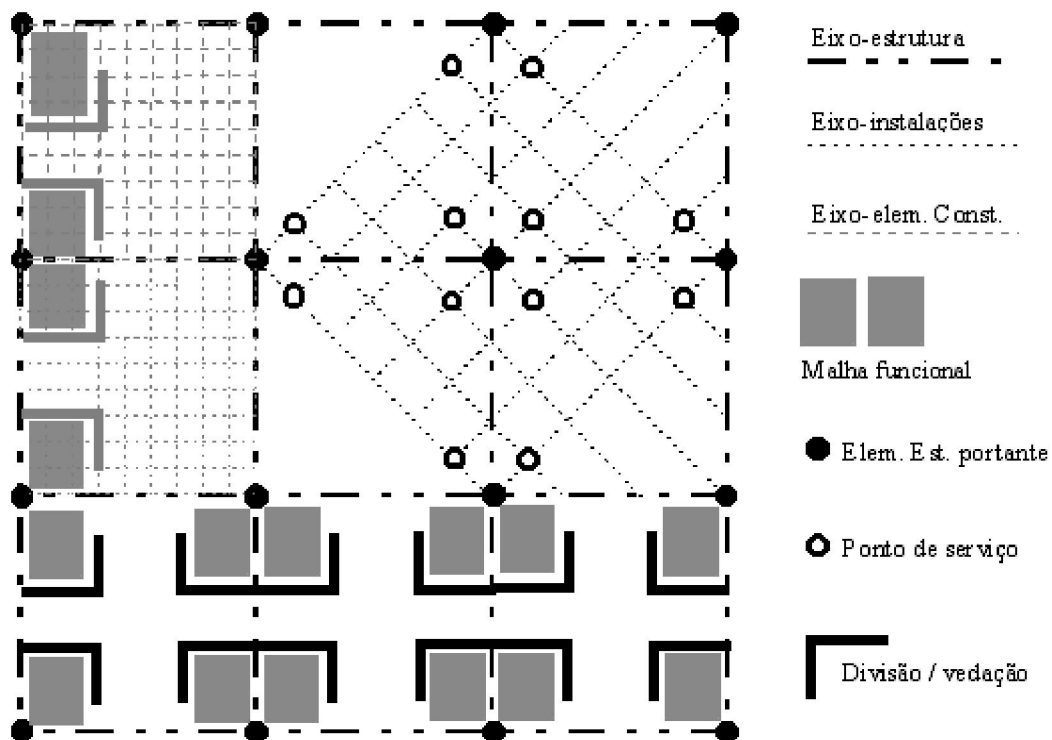 Eixo-estrutura
Eixo-instalações
Eixo-elem. Const.
Malha funcional
Elem. Est. portante
Ponto de serviço
Divisão / vedação